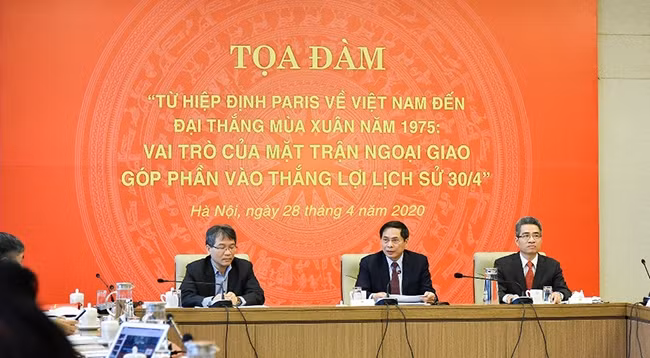 TỌA ĐÀM
"TỪ HIỆP ĐỊNH PARIS VỀ VIỆT NAM ĐẾN
ĐẠI THẮNG MÙA XUÂN NĂM 1975:
VAI TRÒ CỦA MẶT TRẬN NGOẠI GIAO
GÓP PHẦN VÀO THẮNG LỢI LỊCH SỬ 30/4"
Hà Nội, ngày 28 tháng 4 năm 2020